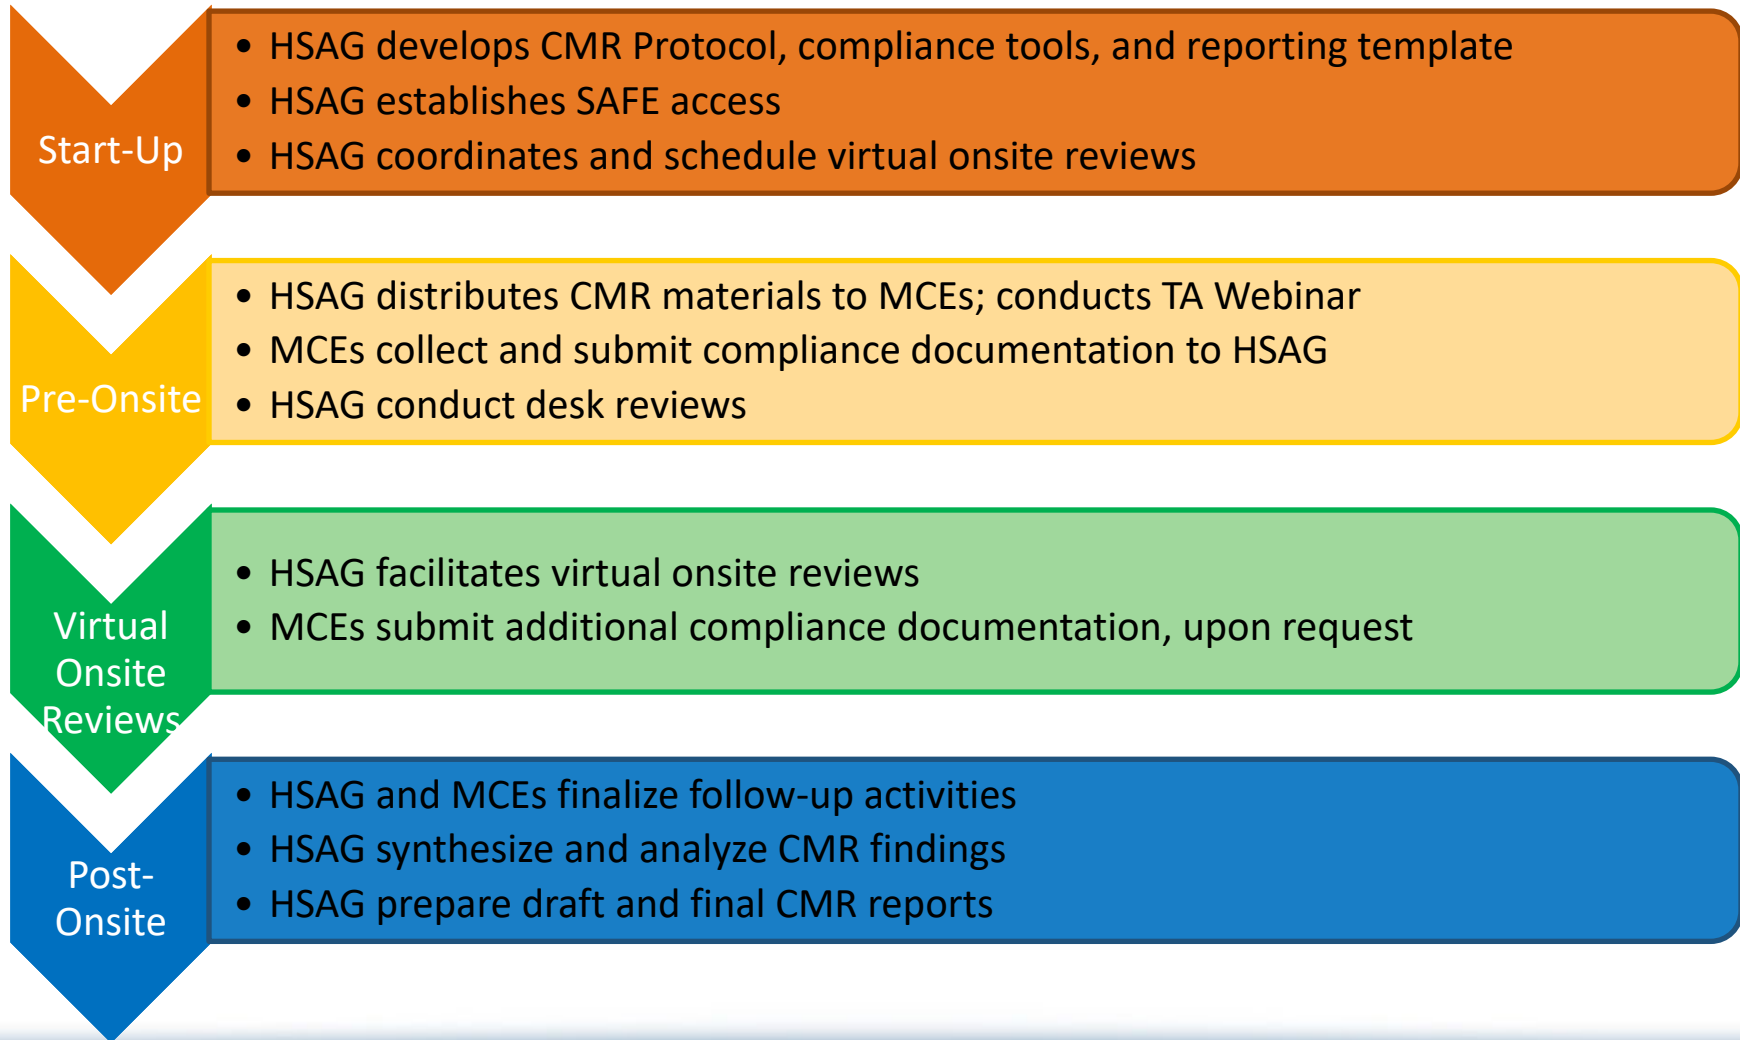 Start-Up
• HSAG develops CMR Protocol, compliance tools, and reporting template
• HSAG establishes SAFE access
• HSAG coordinates and schedule virtual onsite reviews
Pre-Onsite
• HSAG distributes CMR materials to MCEs; conducts TA Webinar
• MCEs collect and submit compliance documentation to HSAG
• HSAG conduct desk reviews
Virtual
Onsite
Reviews
• HSAG facilitates virtual onsite reviews
• MCEs submit additional compliance documentation, upon request
Post-
Onsite
• HSAG and MCEs finalize follow-up activities
• HSAG synthesize and analyze CMR findings
• HSAG prepare draft and final CMR reports